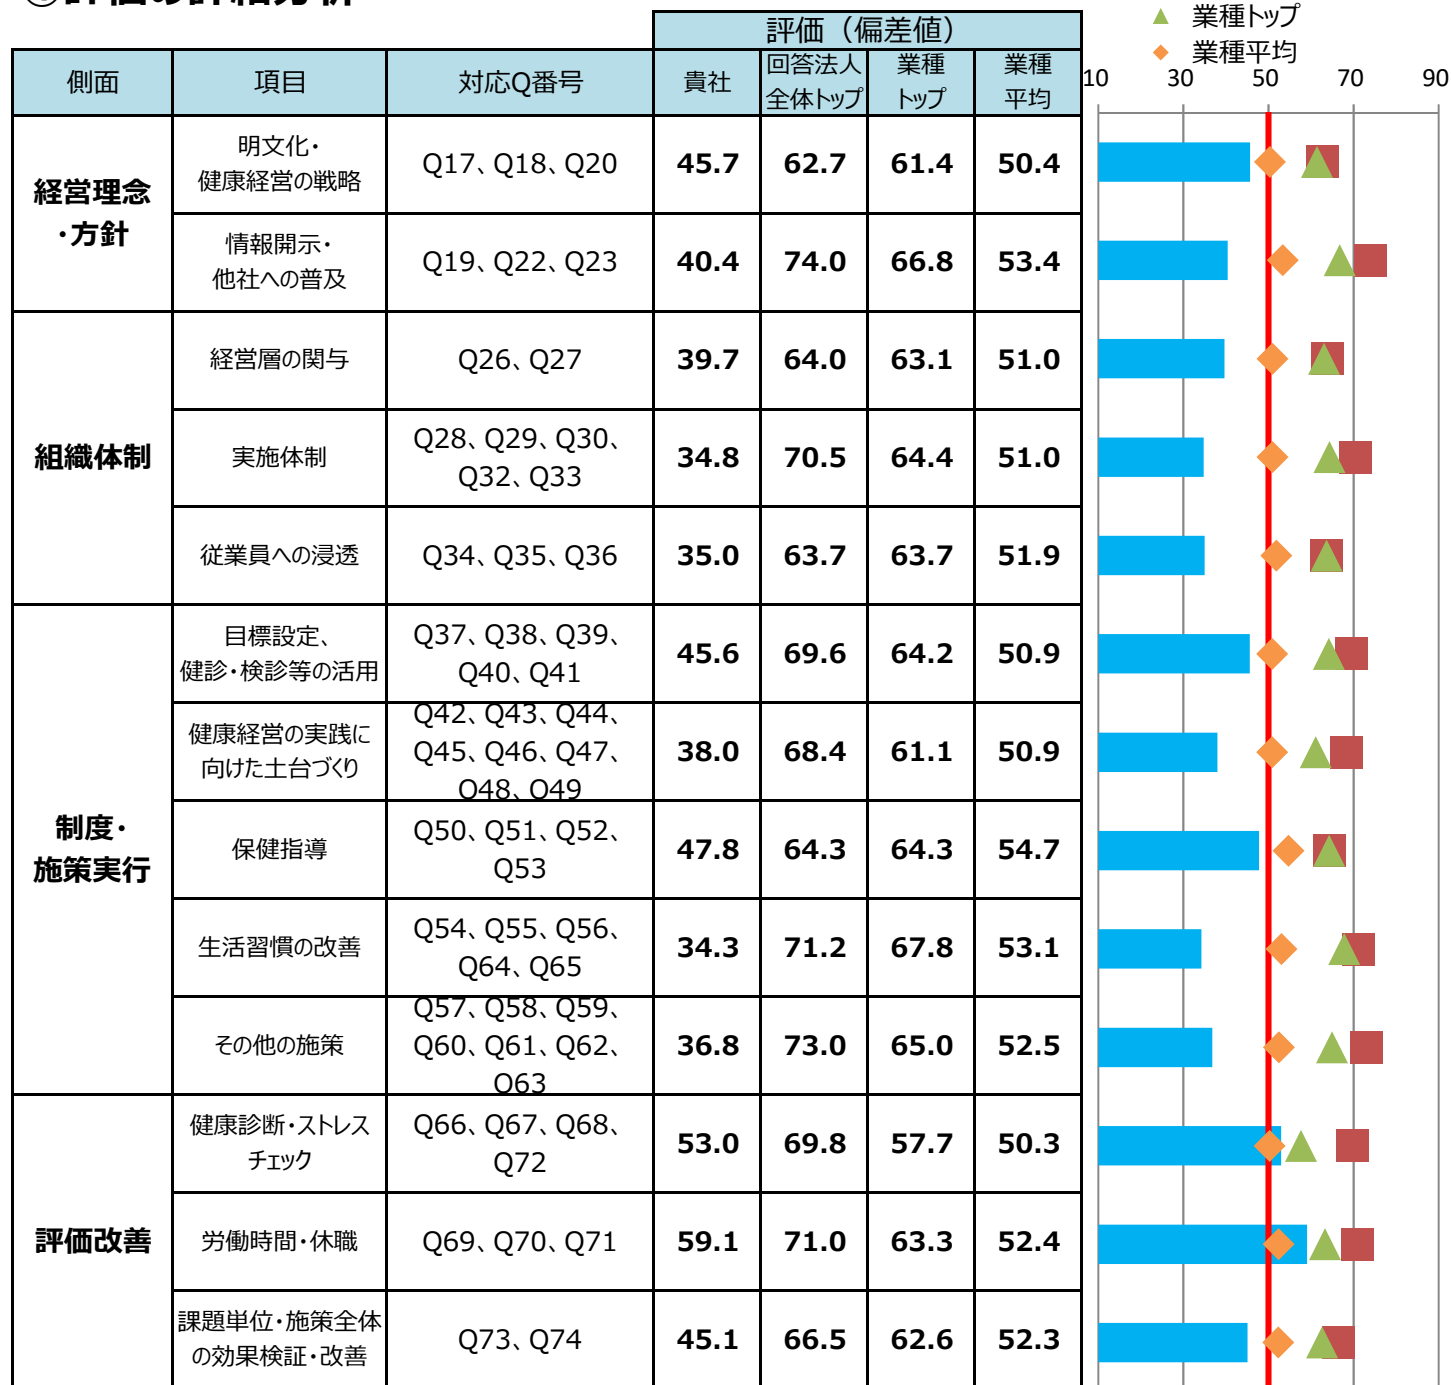 ①評価の詳細分析
▲ 業種トップ
◆ 業種平均
評価（偏差値）
側面 項目 対応Q番号 貴社 回答法人 業種 業種
全体トップ トップ 平均
10 30 50 70 90
経営理念
・方針
明文化・
健康経営の戦略
Q17、Q18、Q20 45.7 62.7 61.4 50.4
情報開示・
他社への普及
Q19、Q22、Q23 40.4 74.0 66.8 53.4
組織体制
経営層の関与 Q26、Q27 39.7 64.0 63.1 51.0
実施体制
Q28、Q29、Q30、
Q32、Q33
34.8 70.5 64.4 51.0
従業員への浸透 Q34、Q35、Q36 35.0 63.7 63.7 51.9
制度・
施策実行
目標設定、
健診・検診等の活用
Q37、Q38、Q39、
Q40、Q41
45.6 69.6 64.2 50.9
健康経営の実践に
向けた土台づくり
Q42、Q43、Q44、
Q45、Q46、Q47、
Q48、Q49
38.0 68.4 61.1 50.9
保健指導
Q50、Q51、Q52、
Q53
47.8 64.3 64.3 54.7
生活習慣の改善
Q54、Q55、Q56、
Q64、Q65
34.3 71.2 67.8 53.1
その他の施策
Q57、Q58、Q59、
Q60、Q61、Q62、
Q63
36.8 73.0 65.0 52.5
評価改善
健康診断・ストレス
チェック
Q66、Q67、Q68、
Q72
53.0 69.8 57.7 50.3
労働時間・休職 Q69、Q70、Q71 59.1 71.0 63.3 52.4
課題単位・施策全体
の効果検証・改善
Q73、Q74 45.1 66.5 62.6 52.3